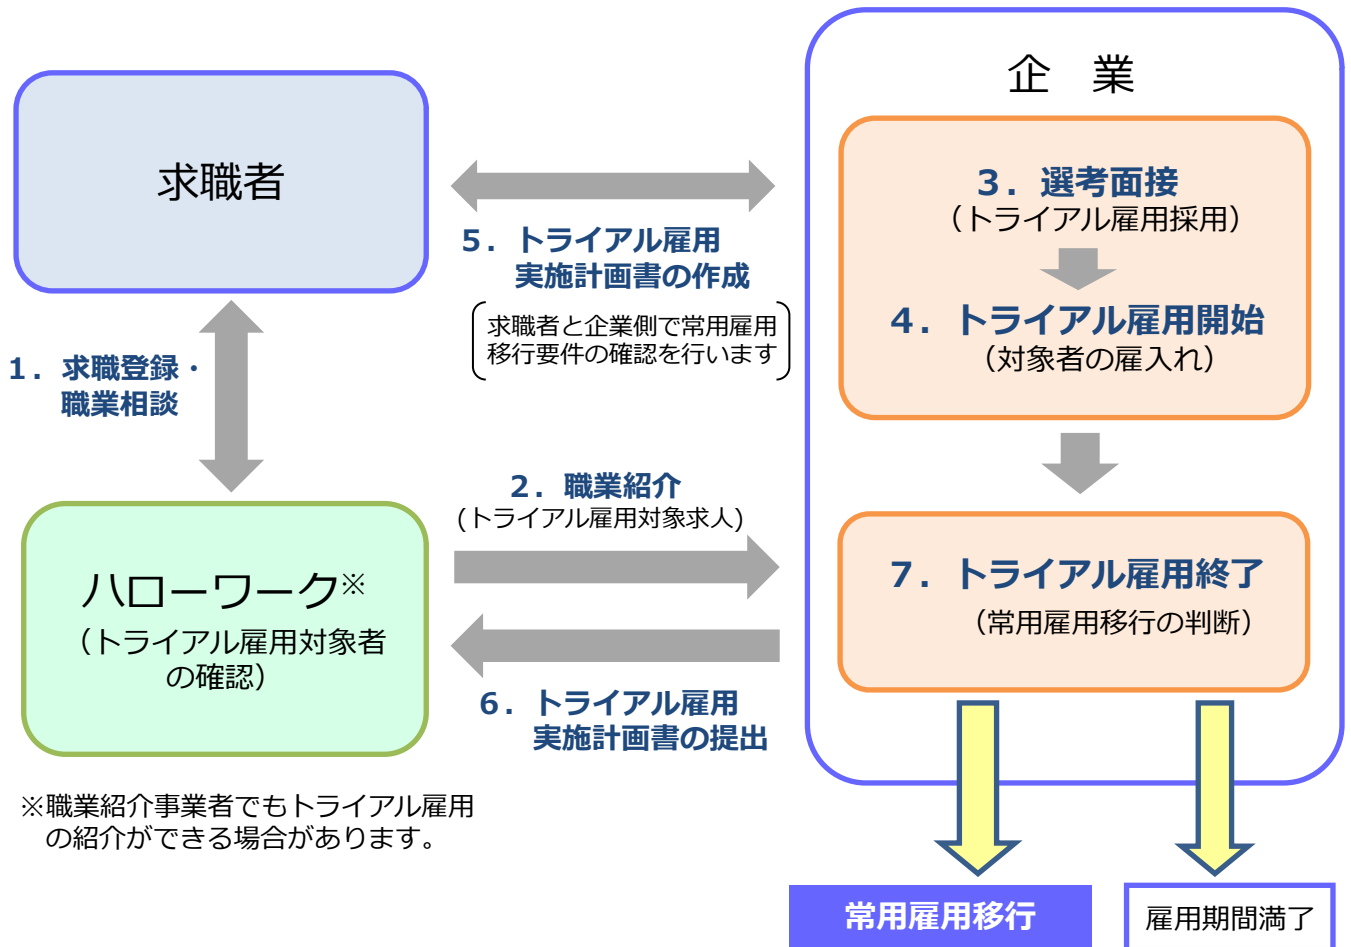 企　業
求職者
３．選考面接
（トライアル雇用採用）
５．トライアル雇用
実施計画書の作成
求職者と企業側で常用雇用
移行要件の確認を行います
４．トライアル雇用開始
（対象者の雇入れ）
１．求職登録・
職業相談
２．職業紹介
(トライアル雇用対象求人)
ハローワーク※
（トライアル雇用対象者
の確認）
７．トライアル雇用終了
（常用雇用移行の判断）
６．トライアル雇用
実施計画書の提出
※職業紹介事業者でもトライアル雇用
の紹介ができる場合があります。
常用雇用移行
雇用期間満了